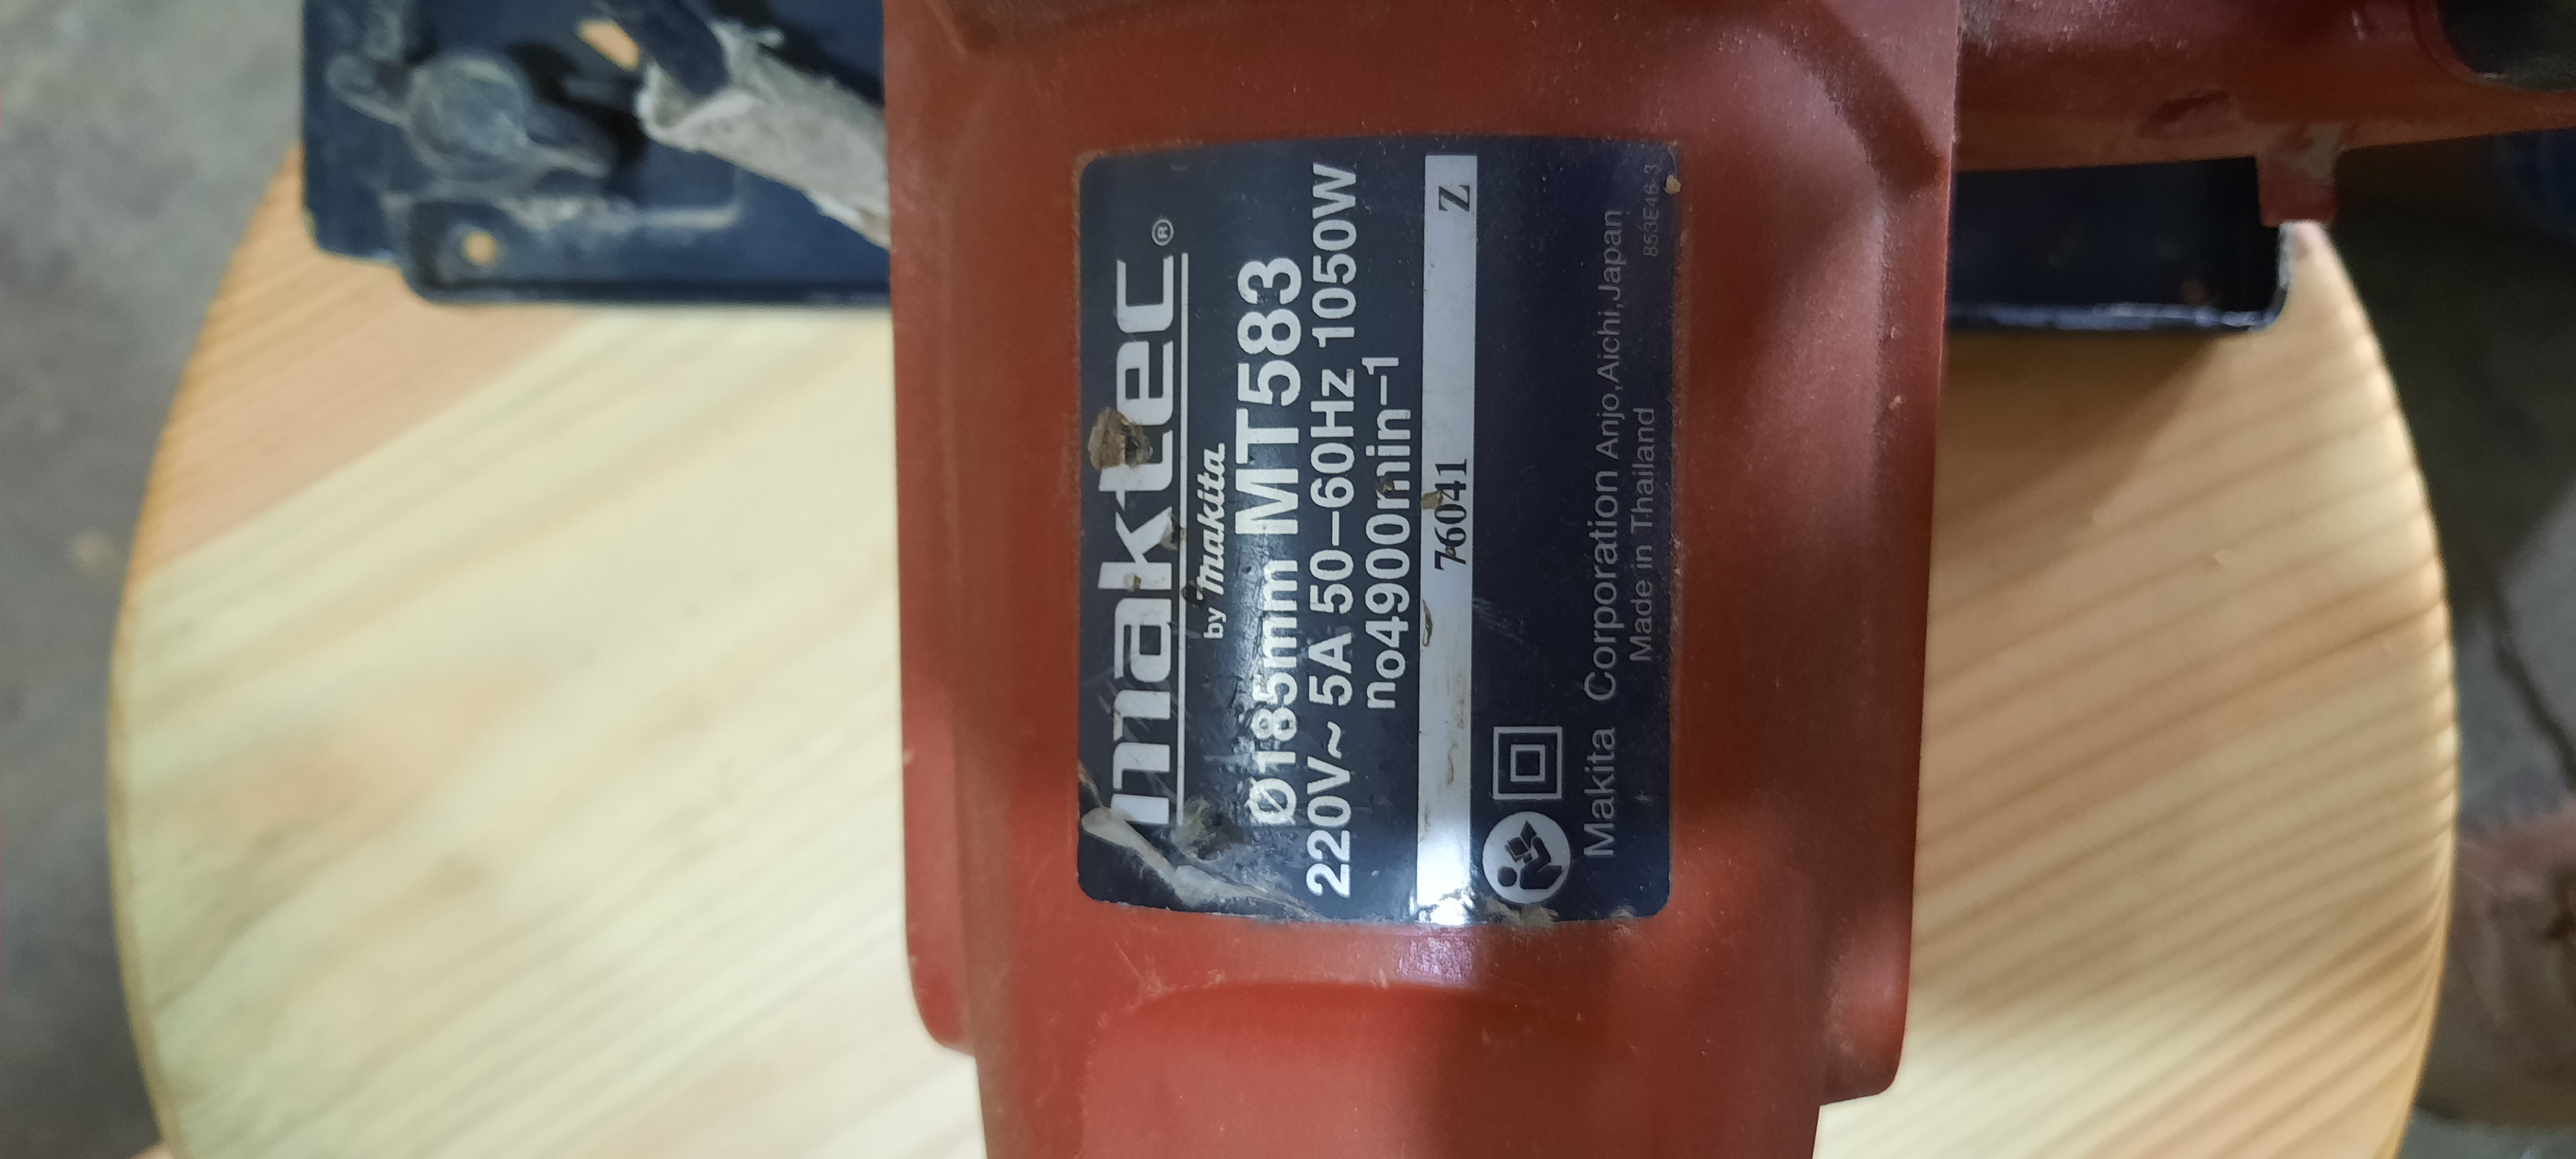 maktec®
by makita
Ø185mm MT583
220V~ 5A 50-60Hz 1050W
no4900min-1
76041 Z
Makita Corporation Anjo,Aichi,Japan
Made in Thailand
853E46.3